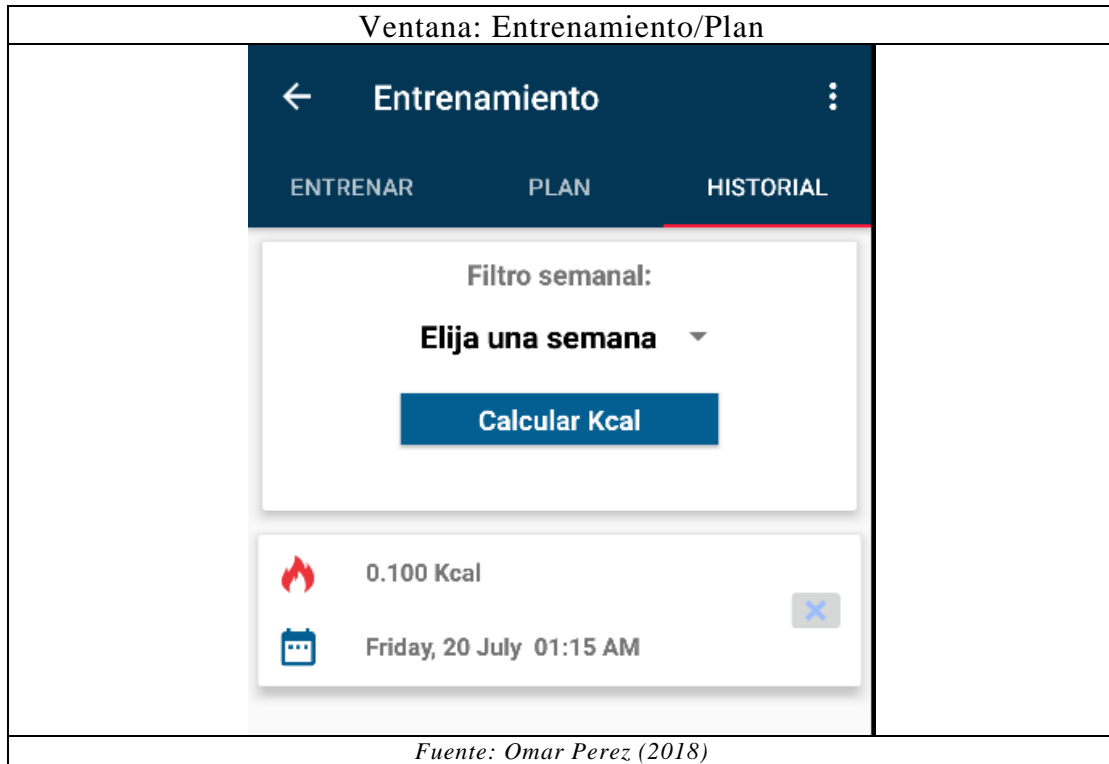 Ventana: Entrenamiento/Plan
Entrenamiento
ENTRENAR PLAN HISTORIAL
Filtro semanal:
Elija una semana
Calcular Kcal
0.100 Kcal
Friday, 20 July 01:15 AM
Fuente: Omar Perez (2018)